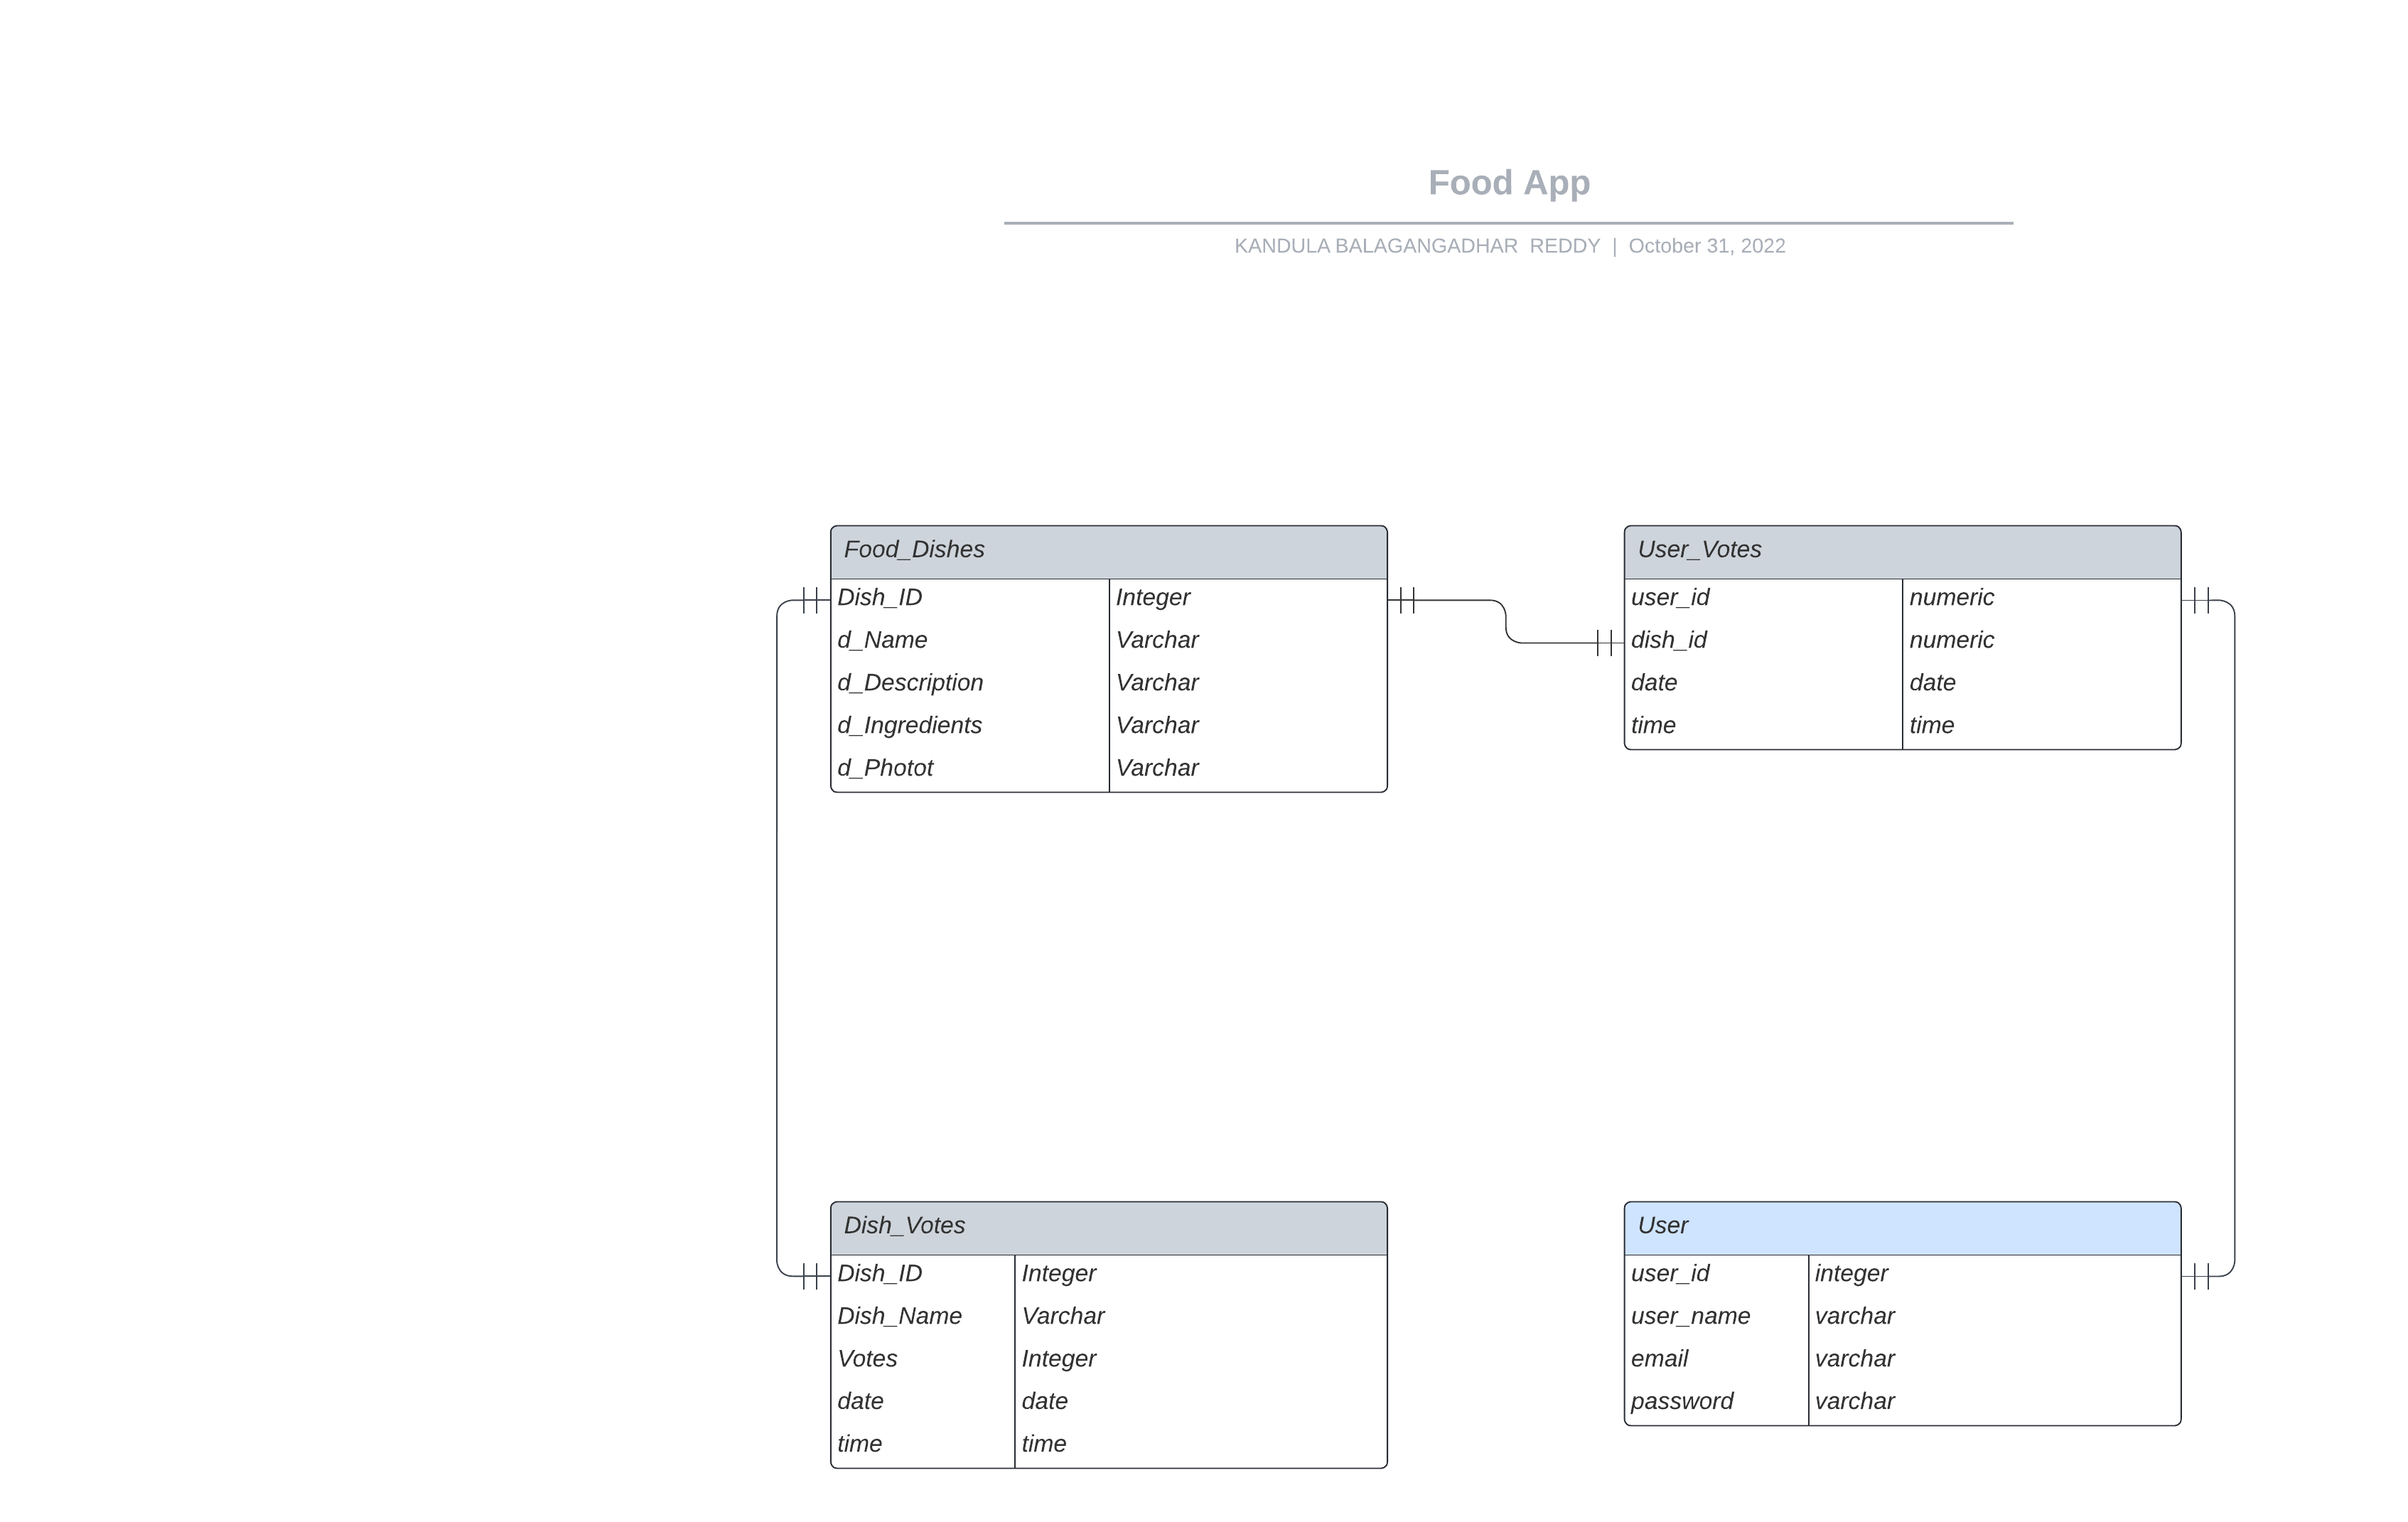 Food App
KANDULA BALAGANGADHAR  REDDY  |  October 31, 2022
Food_Dishes
Dish_ID Integer
d_Name Varchar
d_Description Varchar
d_Ingredients Varchar
d_Photot Varchar
User_Votes
user_id numeric
dish_id numeric
date date
time time
Dish_Votes
Dish_ID Integer
Dish_Name Varchar
Votes Integer
date date
time time
User
user_id integer
user_name varchar
email varchar
password varchar